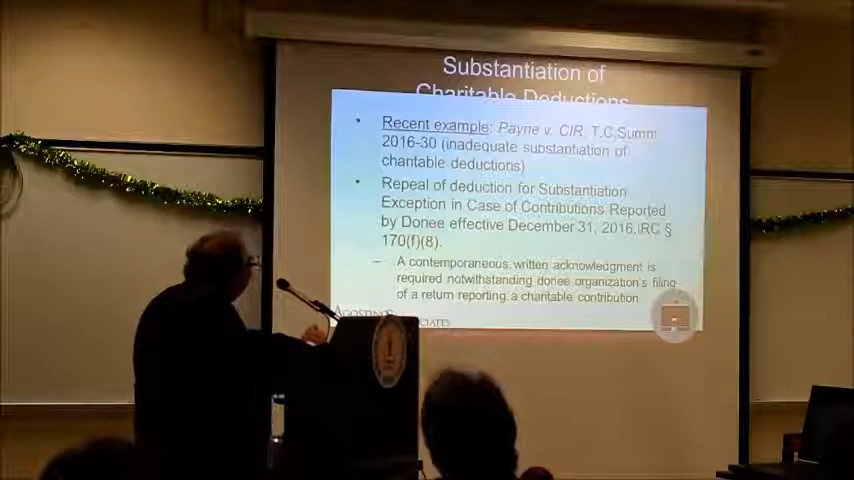 Substantiation of
Charitable Deductions
• Recent example: Payne v. CIR, T.C.Summ
2016-30 (inadequate substantiation of
charitable deductions)
• Repeal of deduction for Substantiation
Exception in Case of Contributions Reported
by Donee effective December 31, 2016.IRC §
170(f)(8).
– A contemporaneous written acknowledgment is
required notwithstanding donee organization's filing
of a return reporting a charitable contribution